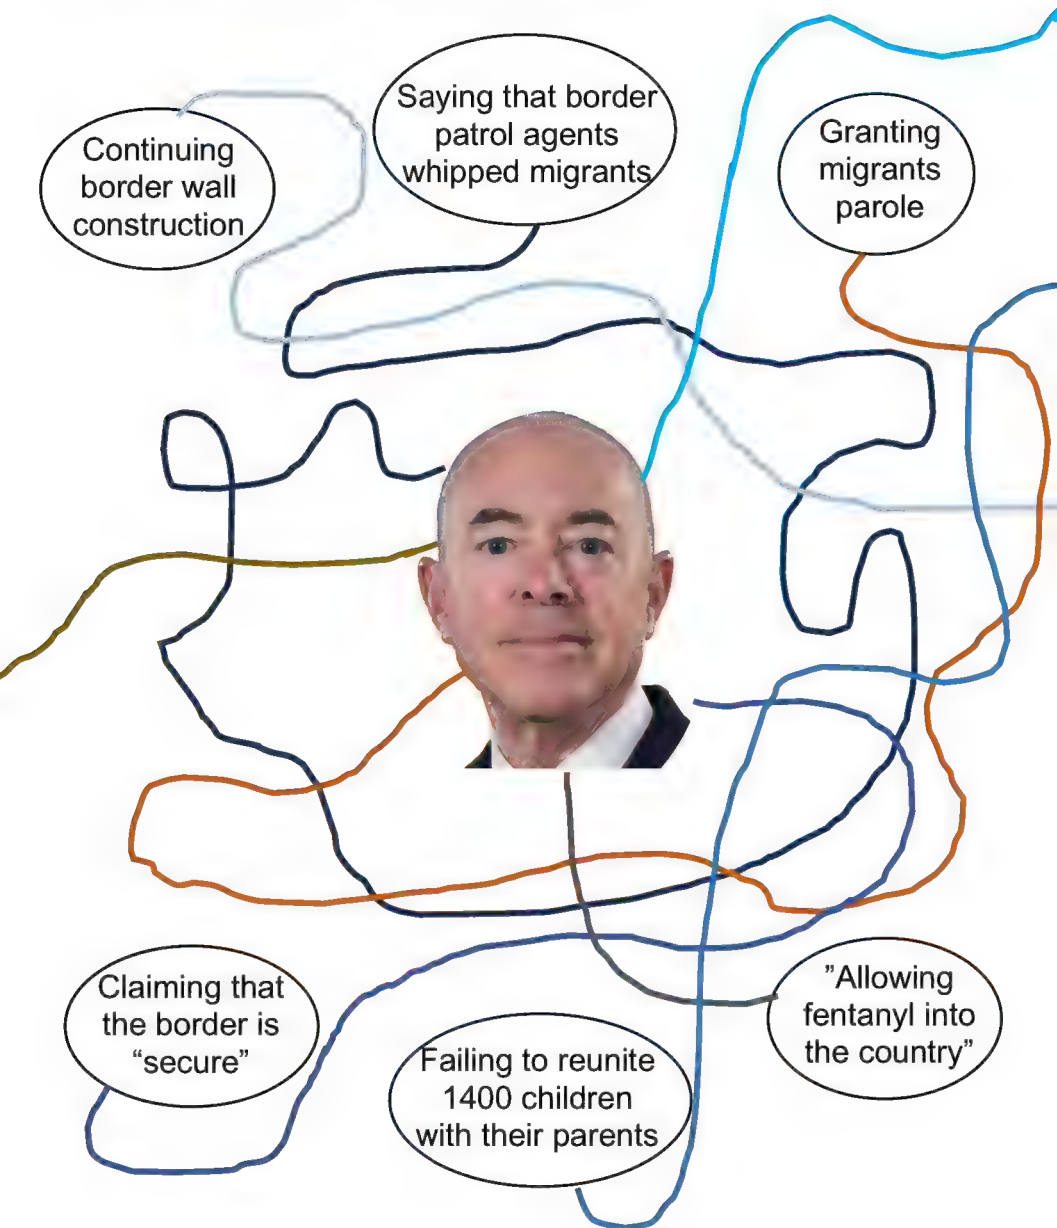 Continuing
border wall
construction
Saying that border
patrol agents
whipped migrants
Granting
migrants
parole
Claiming that
the border is
“secure”
Failing to reunite
1400 children
with their parents
”Allowing
fentanyl into
the country”